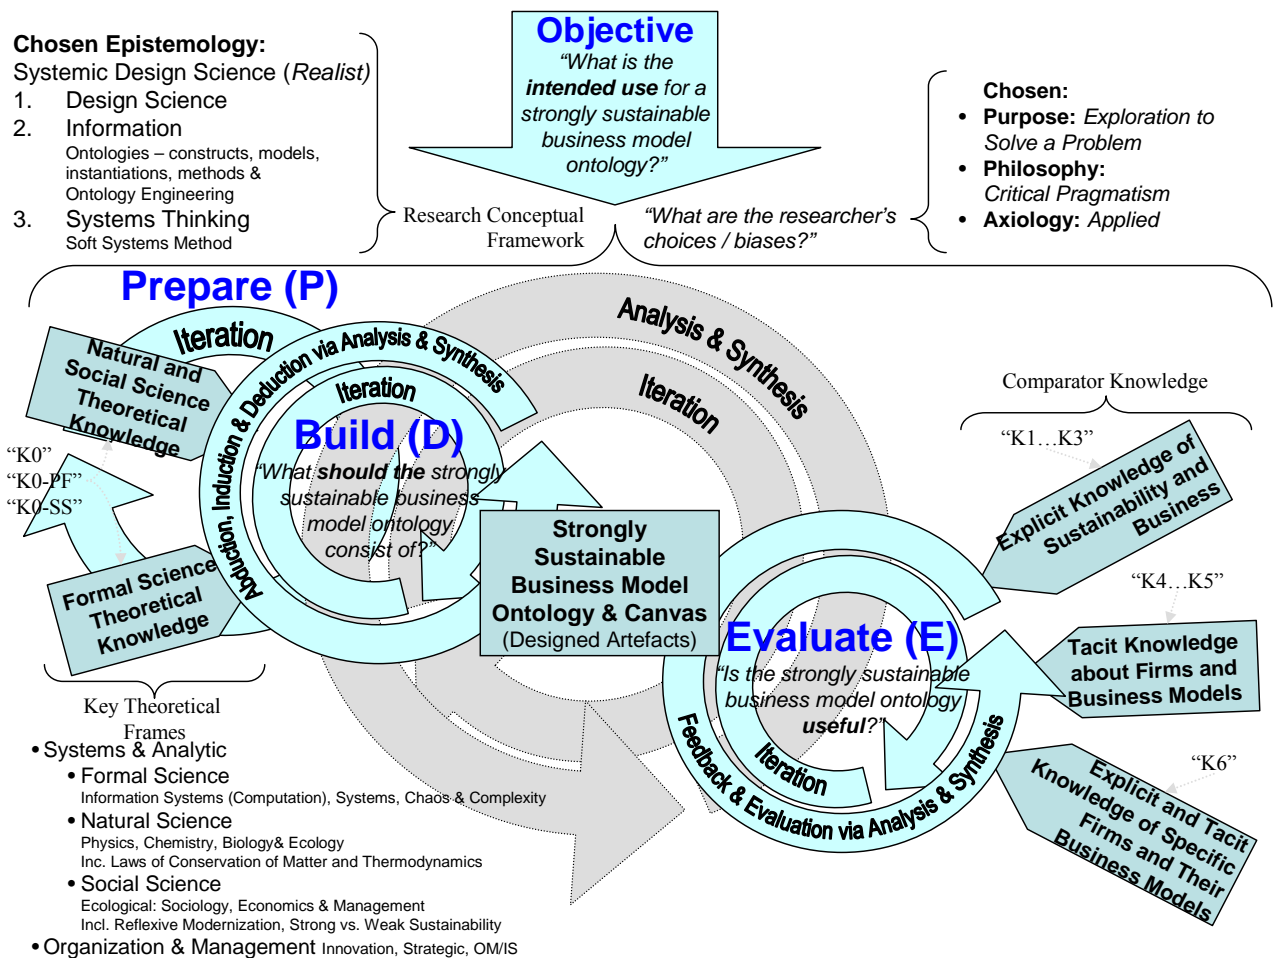 Chosen Epistemology:
Systemic Design Science (Realist)
1. Design Science
2. Information
Ontologies – constructs, models,
instantiations, methods &
Ontology Engineering
3. Systems Thinking
Soft Systems Method
Objective
“What is the
intended use for a
strongly sustainable
business model
ontology?”
Chosen:
• Purpose: Exploration to
Solve a Problem
• Philosophy:
Critical Pragmatism
• Axiology: Applied
Research Conceptual
Framework
“What are the researcher’s
choices / biases?”
Prepare (P)
Iteration
Natural and
Social Science
Theoretical
Knowledge
“K0”
“K0-PF”
“K0-SS”
Formal Science
Theoretical
Knowledge
Abduction, Induction & Deduction via Analysis & Synthesis
Iteration
Build (D)
“What should the strongly
sustainable business
model ontology
consist of?”
Analysis & Synthesis
Iteration
Strongly
Sustainable
Business Model
Ontology & Canvas
(Designed Artefacts)
Comparator Knowledge
“K1…K3”
Explicit Knowledge of
Sustainability and
Business
“K4…K5”
Tacit Knowledge
about Firms and
Business Models
“K6”
Explicit and Tacit
Knowledge of Specific
Firms and Their
Business Models
Evaluate (E)
“Is the strongly sustainable
business model ontology
useful?”
Iteration
Feedback & Evaluation via Analysis & Synthesis
Key Theoretical
Frames
• Systems & Analytic
• Formal Science
Information Systems (Computation), Systems, Chaos & Complexity
• Natural Science
Physics, Chemistry, Biology& Ecology
Inc. Laws of Conservation of Matter and Thermodynamics
• Social Science
Ecological: Sociology, Economics & Management
Incl. Reflexive Modernization, Strong vs. Weak Sustainability
• Organization & Management Innovation, Strategic, OM/IS